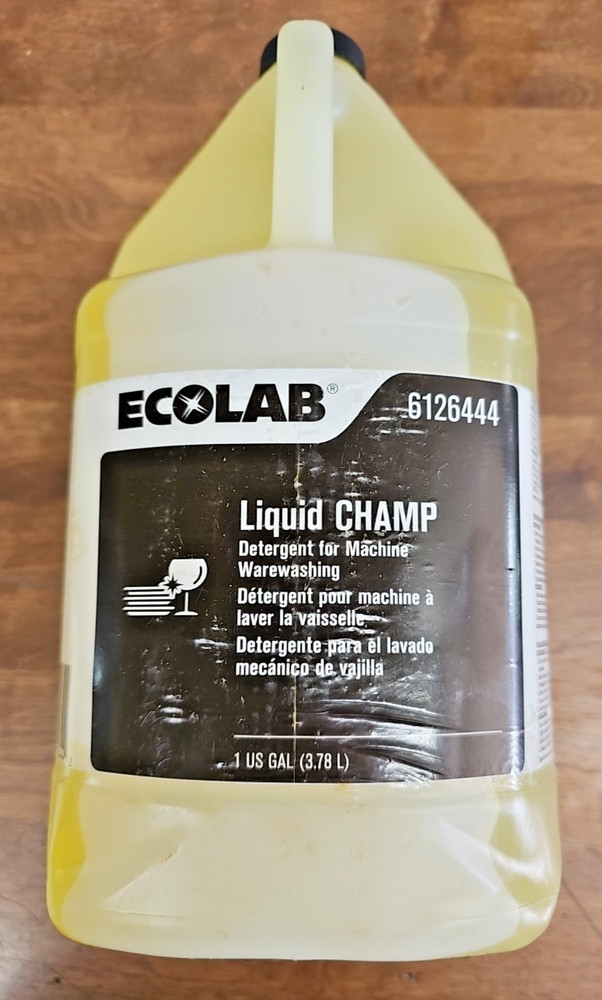 ECOLAB®
6126444
Liquid CHAMP
Detergent for Machine
Warewashing
Détergent pour machine à
laver la vaisselle
Detergente para el lavado
mecánico de vajilla
1 US GAL (3.78 L)